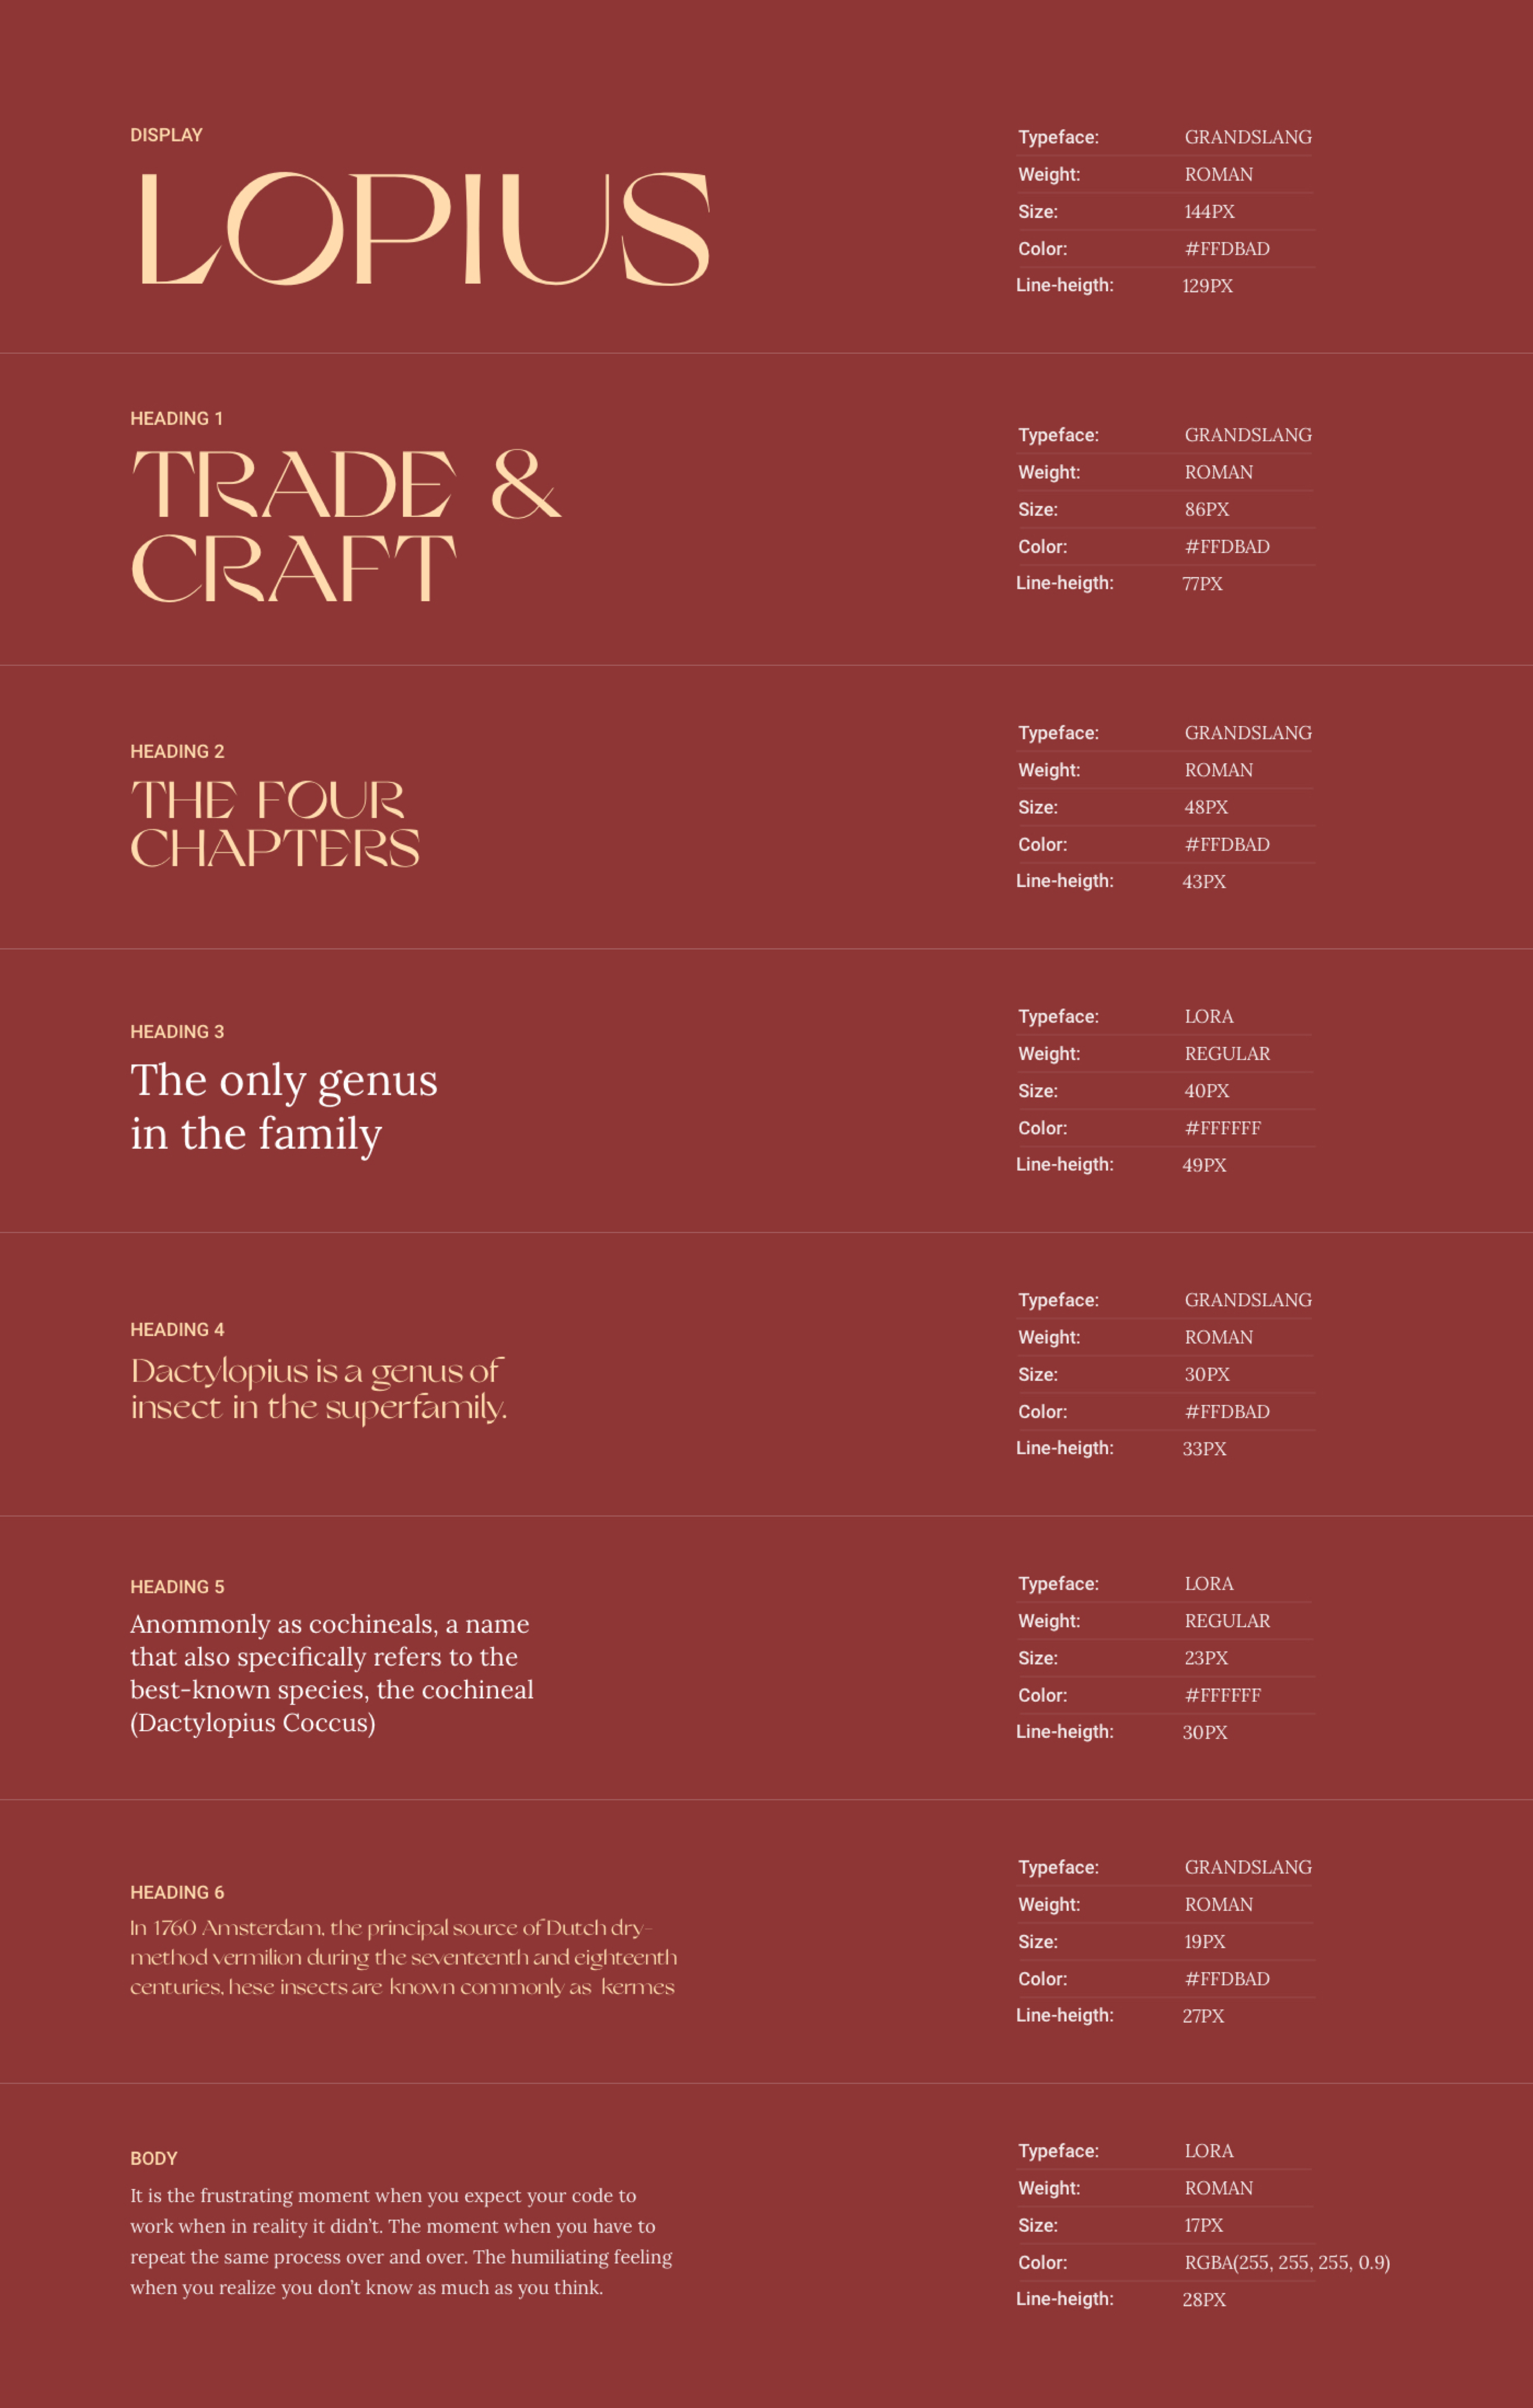 DISPLAY
LOPIUS
Typeface: GRANDSLANG
Weight: ROMAN
Size: 144PX
Color: #FFDBAD
Line-heigth: 129PX
HEADING 1
TRADE &
CRAFT
Typeface: GRANDSLANG
Weight: ROMAN
Size: 86PX
Color: #FFDBAD
Line-heigth: 77PX
HEADING 2
THE FOUR
CHAPTERS
Typeface: GRANDSLANG
Weight: ROMAN
Size: 48PX
Color: #FFDBAD
Line-heigth: 43PX
HEADING 3
The only genus
in the family
Typeface: LORA
Weight: REGULAR
Size: 40PX
Color: #FFFFFF
Line-heigth: 49PX
HEADING 4
Dactylopius is a genus of
insect in the superfamily.
Typeface: GRANDSLANG
Weight: ROMAN
Size: 30PX
Color: #FFDBAD
Line-heigth: 33PX
HEADING 5
Anommonly as cochineals, a name
that also specifically refers to the
best-known species, the cochineal
(Dactylopius Coccus)
Typeface: LORA
Weight: REGULAR
Size: 23PX
Color: #FFFFFF
Line-heigth: 30PX
HEADING 6
In 1760 Amsterdam, the principal source of Dutch dry-
method vermilion during the seventeenth and eighteenth
centuries, hese insects are known commonly as kermes
Typeface: GRANDSLANG
Weight: ROMAN
Size: 19PX
Color: #FFDBAD
Line-heigth: 27PX
BODY
It is the frustrating moment when you expect your code to
work when in reality it didn't. The moment when you have to
repeat the same process over and over. The humiliating feeling
when you realize you don't know as much as you think.
Typeface: LORA
Weight: ROMAN
Size: 17PX
Color: RGBA(255, 255, 255, 0.9)
Line-heigth: 28PX